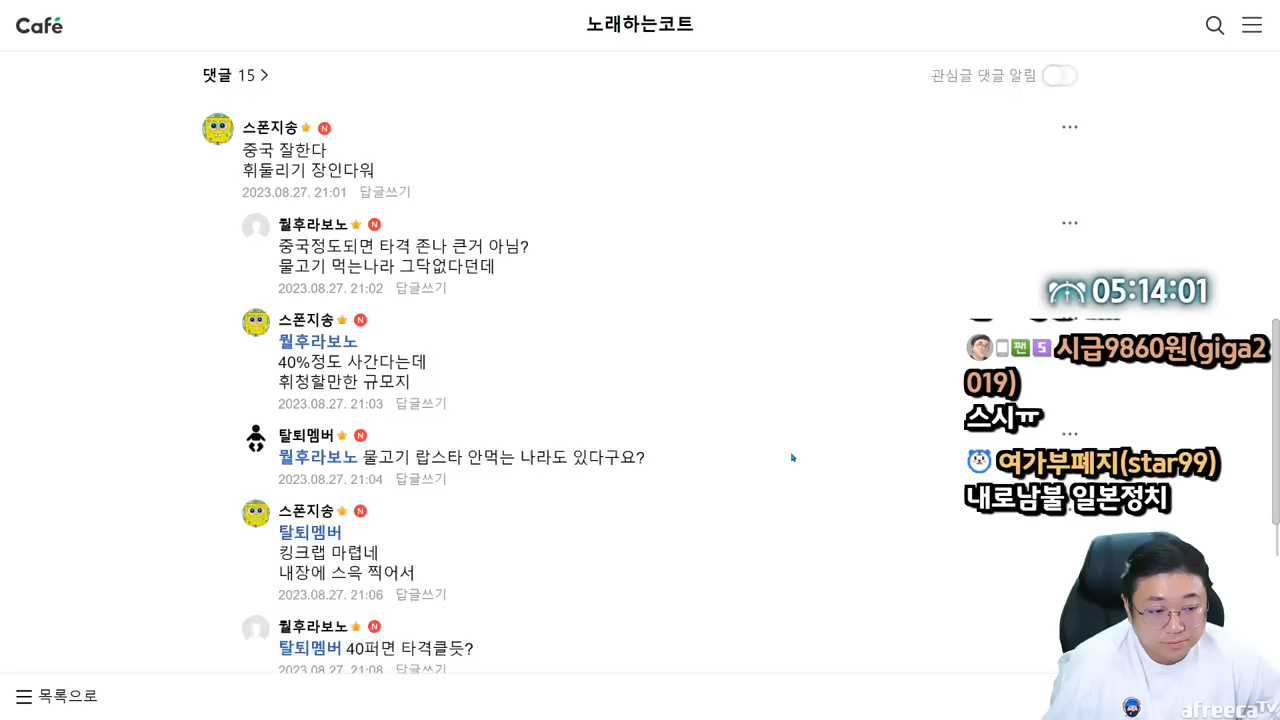 Café
노래하는코트
댓글 15
관심글 댓글 알림
스폰지송 N
중국 잘한다
휘둘리기 장인다워
2023.08.27. 21:01 답글쓰기
뭘후라보노 N
중국정도되면 타격 존나 큰거 아님?
물고기 먹는나라 그닥없다던데
2023.08.27. 21:02 답글쓰기
스폰지송 N
뭘후라보노
40%정도 사간다는데
휘청할만한 규모지
2023.08.27. 21:03 답글쓰기
탈퇴멤버 N
뭘후라보노 물고기 랍스타 안먹는 나라도 있다구요?
2023.08.27. 21:04 답글쓰기
스폰지송 N
탈퇴멤버
킹크랩 마렵네
내장에 스윽 찍어서
2023.08.27. 21:06 답글쓰기
뭘후라보노 N
탈퇴멤버 40퍼면 타격클듯?
2023.08.27. 21:08 답글쓰기
목록으로
05:14:01
팬 S 시급9860원(giga2
019)
스시ㅠ
여가부폐지(star99)
내로남불 일본정치
afreecaTV